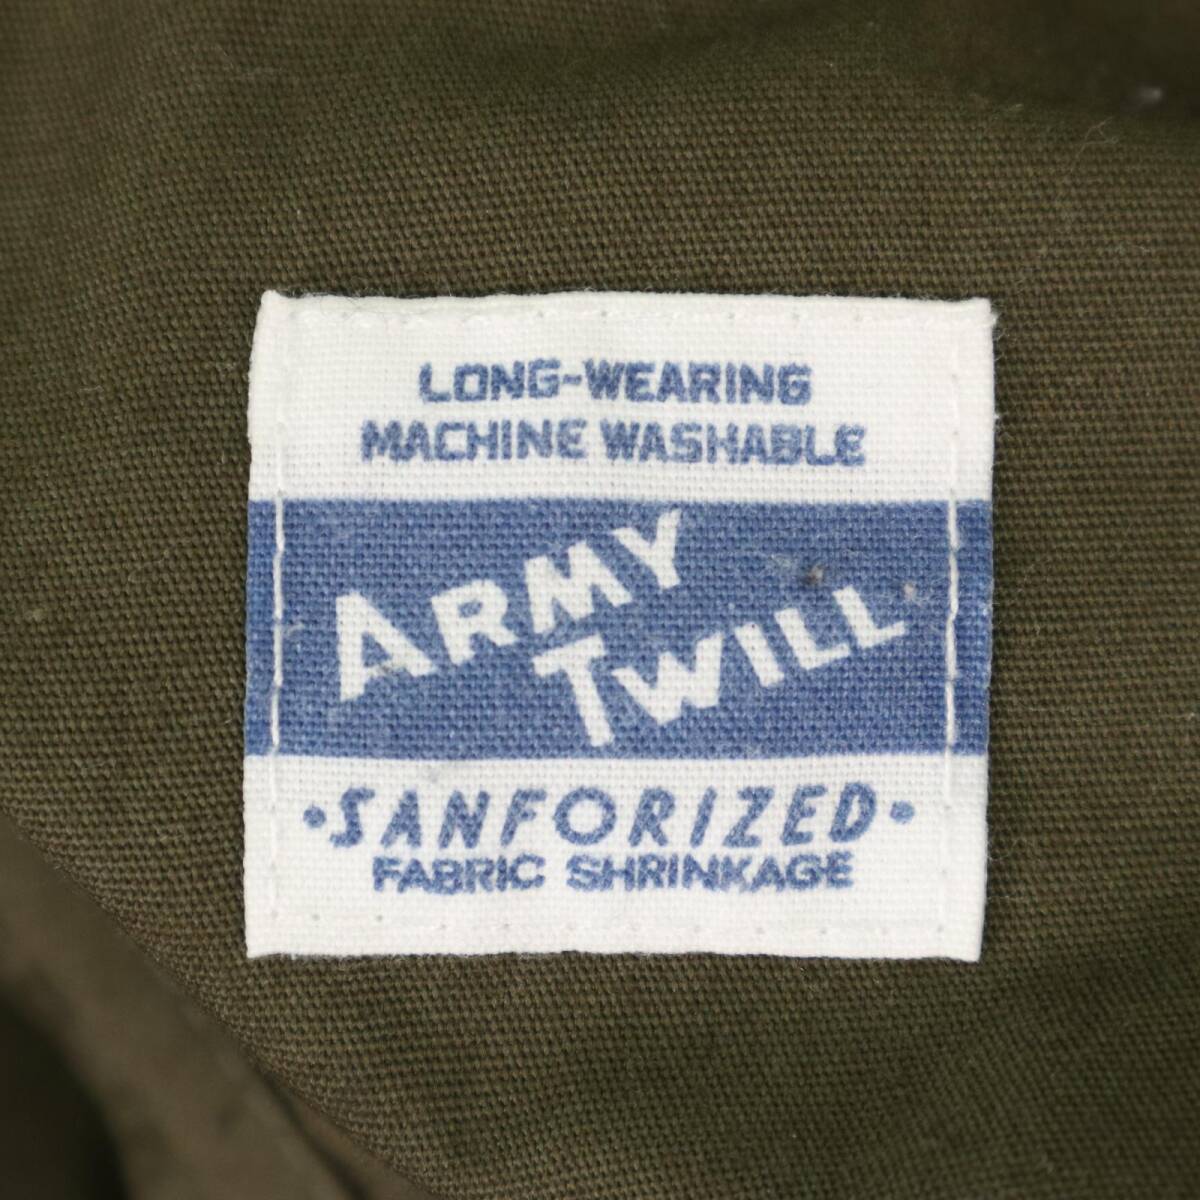 LONG-WEARING
MACHINE WASHABLE
ARMY
TWILL
•SANFORIZED•
FABRIC SHRINKAGE